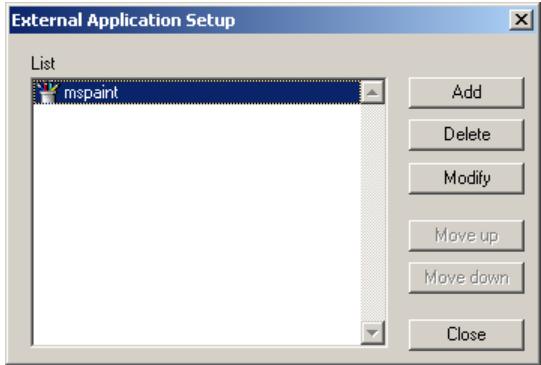 External Application Setup
List
mspaint
Add
Delete
Modify
Move up
Move down
Close